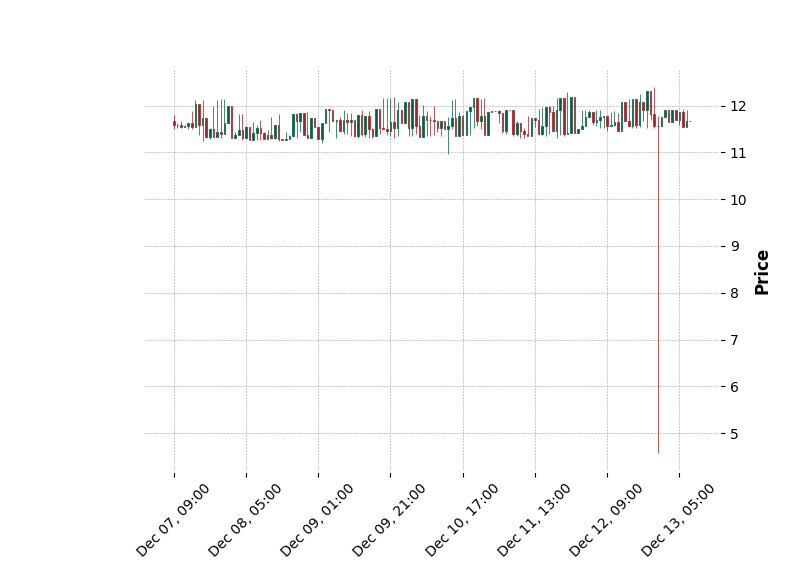 12
11
10
9
8
7
6
5
Price
Dec 07, 09:00
Dec 08, 05:00
Dec 09, 01:00
Dec 09, 21:00
Dec 10, 17:00
Dec 11, 13:00
Dec 12, 09:00
Dec 13, 05:00